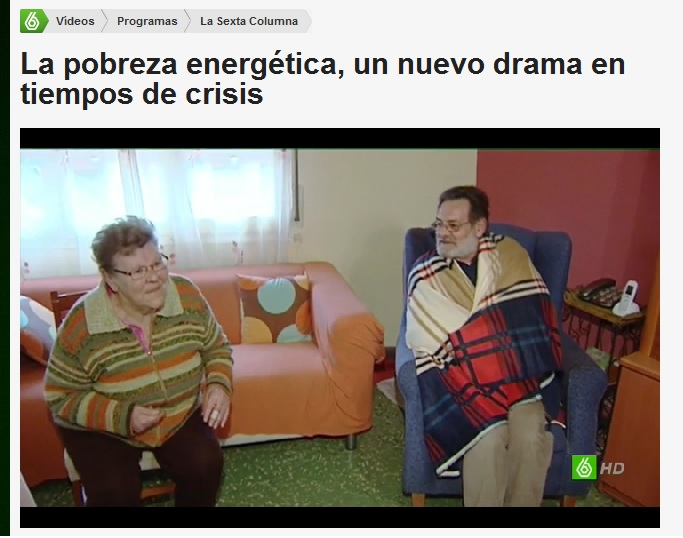 6 Vídeos Programas La Sexta Columna
La pobreza energética, un nuevo drama en
tiempos de crisis
6 HD